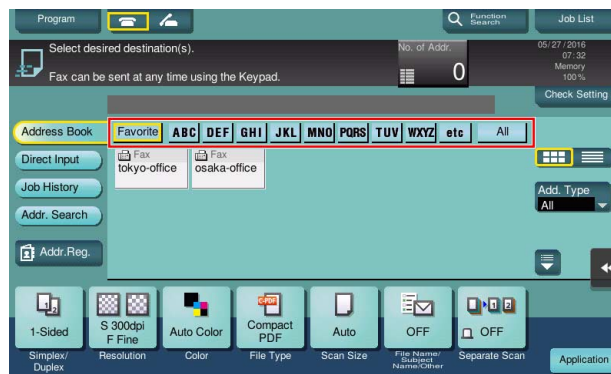 Program
Function
Search
Job List
Select desired destination(s).
Fax can be sent at any time using the Keypad.
No. of Addr.
0
05/27/2016
07:32
Memory
100%
Check Setting
Address Book
Favorite ABC DEF GHI JKL MNO PQRS TUV WXYZ etc All
Direct Input
Job History
Addr. Search
Addr.Reg.
Fax
tokyo-office
Fax
osaka-office
Add. Type
All
1-Sided
Simplex/
Duplex
S 300dpi
F Fine
Resolution
Auto Color
Color
C-PDF
Compact
PDF
File Type
Auto
Scan Size
OFF
File Name/
Subject
Name/Other
OFF
Separate Scan
Application